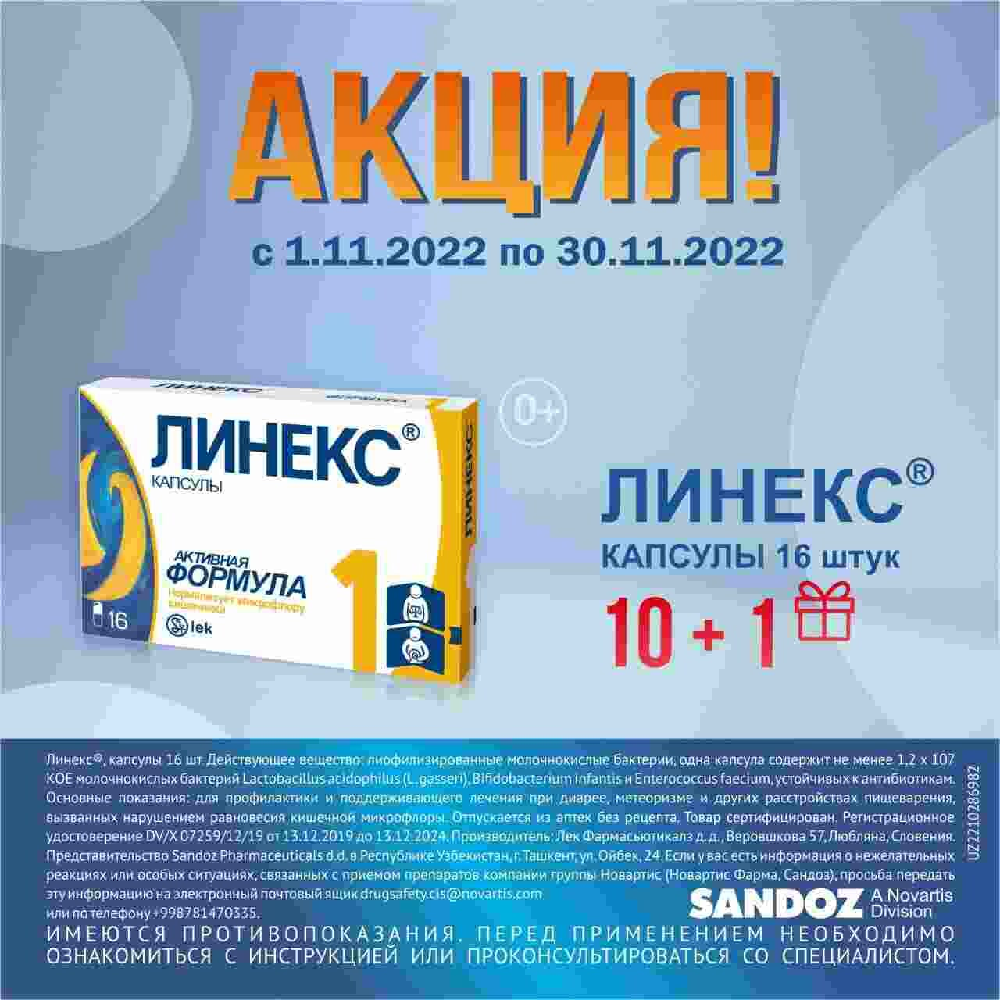 АКЦИЯ!
с 1.11.2022 по 30.11.2022
ЛИНЕКС
ФОРМУЛА
ЛИНЕКС®
КАПСУЛЫ
ЛИНЕКС
АКТИВНАЯ
ФОРМУЛА
Нормализует микрофлору
кишечника
16
lek
1
0+
ЛИНЕКС®
КАПСУЛЫ 16 штук
10 + 1
Линекс®, капсулы 16 шт. Действующее вещество: лиофилизированные молочнокислые бактерии, одна капсула содержит не менее 1,2 x 107
КОЕ молочнокислых бактерий Lactobacillus acidophilus (L. gasseri), Bifidobacterium infantis и Enterococcus faecium, устойчивых к антибиотикам.
Основные показания: для профилактики и поддерживающего лечения при диарее, метеоризме и других расстройствах пищеварения,
вызванных нарушением равновесия кишечной микрофлоры. Отпускается из аптек без рецепта. Товар сертифицирован. Регистрационное
удостоверение DV/X 07259/12/19 от 13.12.2019 до 13.12.2024. Производитель: Лек Фармасьютикалз д.д., Веровшкова 57, Любляна, Словения.
Представительство Sandoz Pharmaceuticals d.d. в Республике Узбекистан, г. Ташкент, ул. Ойбек, 24. Если у вас есть информация о нежелательных
реакциях или особых ситуациях, связанных с приемом препаратов компании группы Новартис (Новартис Фарма, Сандоз), просьба передать
эту информацию на электронный почтовый ящик drugsafety.cis@novartis.com
или по телефону +998781470335.
SANDOZ A Novartis
Division
ИМЕЮТСЯ ПРОТИВОПОКАЗАНИЯ. ПЕРЕД ПРИМЕНЕНИЕМ НЕОБХОДИМО
ОЗНАКОМИТЬСЯ С ИНСТРУКЦИЕЙ ИЛИ ПРОКОНСУЛЬТИРОВАТЬСЯ СО СПЕЦИАЛИСТОМ.
UZ2210286982